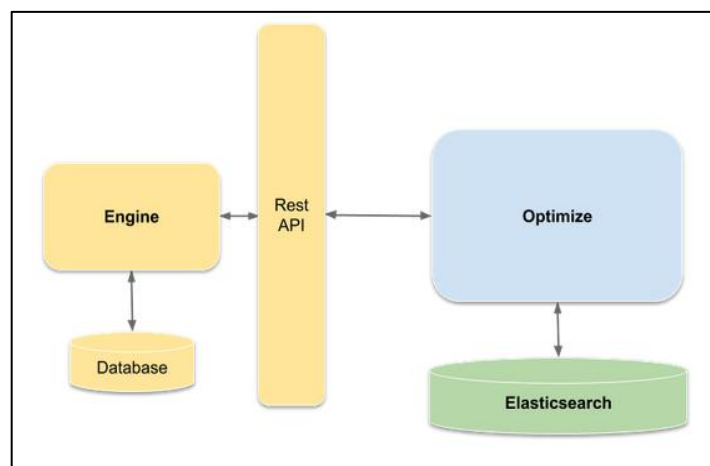 Engine
Rest
API
Optimize
Database
Elasticsearch